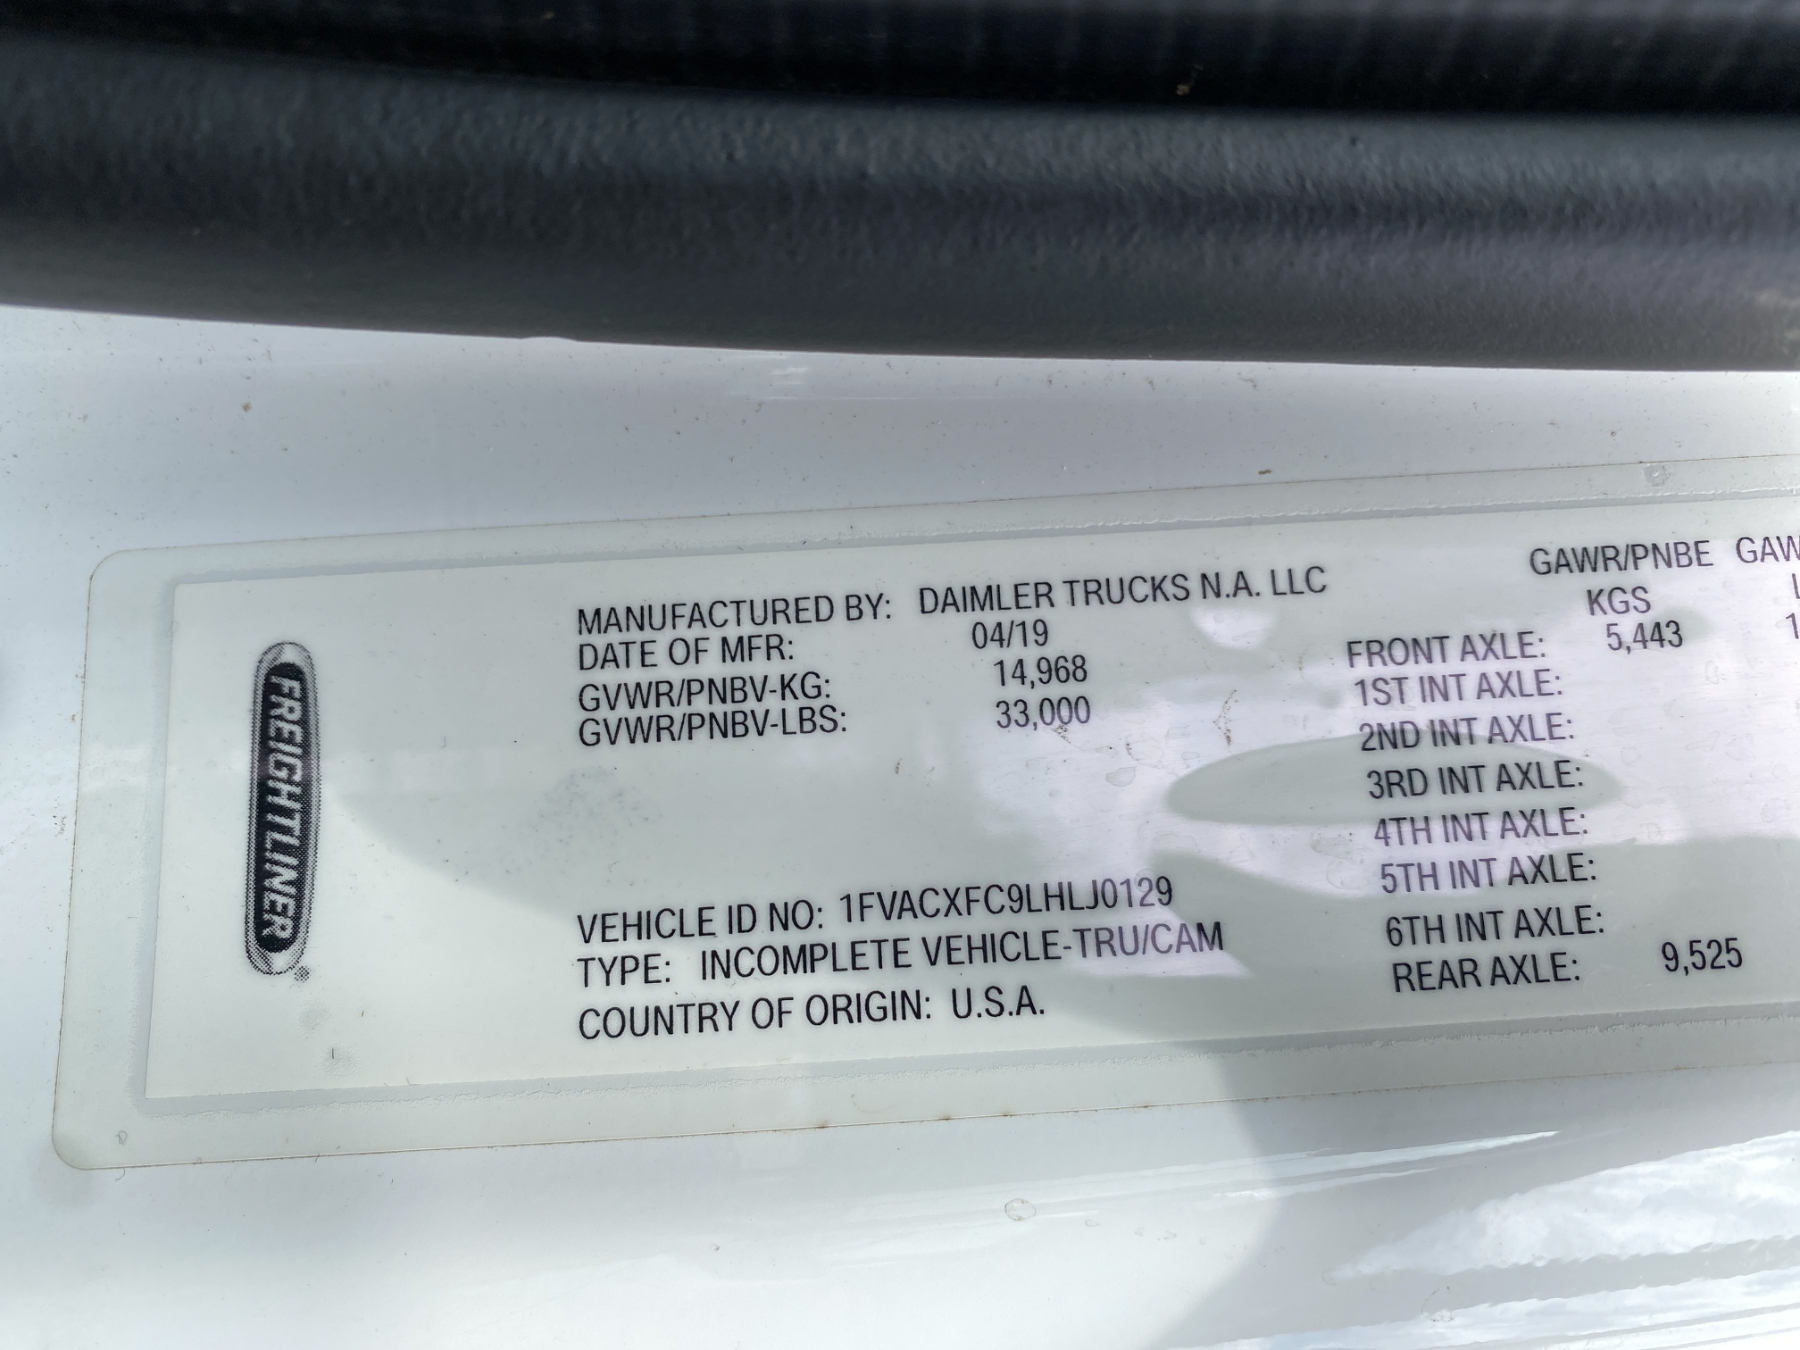 FREIGHTLINER®
MANUFACTURED BY: DAIMLER TRUCKS N.A. LLC
DATE OF MFR: 04/19
GVWR/PNBV-KG: 14,968
GVWR/PNBV-LBS: 33,000
VEHICLE ID NO: 1FVACXFC9LHLJ0129
TYPE: INCOMPLETE VEHICLE-TRU/CAM
COUNTRY OF ORIGIN: U.S.A.
GAWR/PNBE GAW
KGS
FRONT AXLE: 5,443
1ST INT AXLE:
2ND INT AXLE:
3RD INT AXLE:
4TH INT AXLE:
5TH INT AXLE:
6TH INT AXLE:
REAR AXLE: 9,525